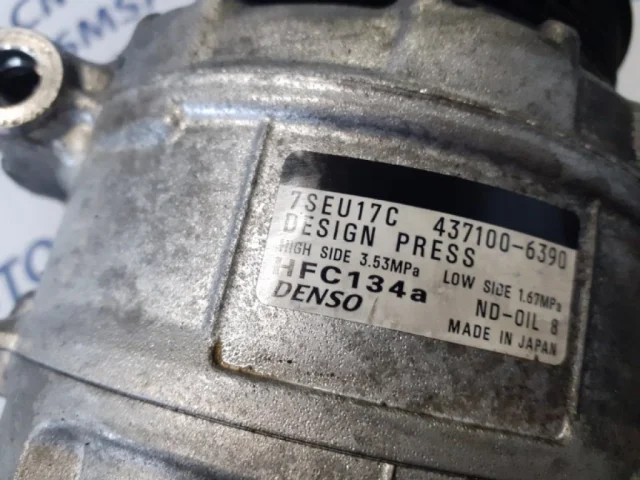 7SEU17C 437100-6390
DESIGN PRESS
HIGH SIDE 3.53MPa LOW SIDE 1.67MPa
HFC134a ND-OIL 8
DENSO MADE IN JAPAN